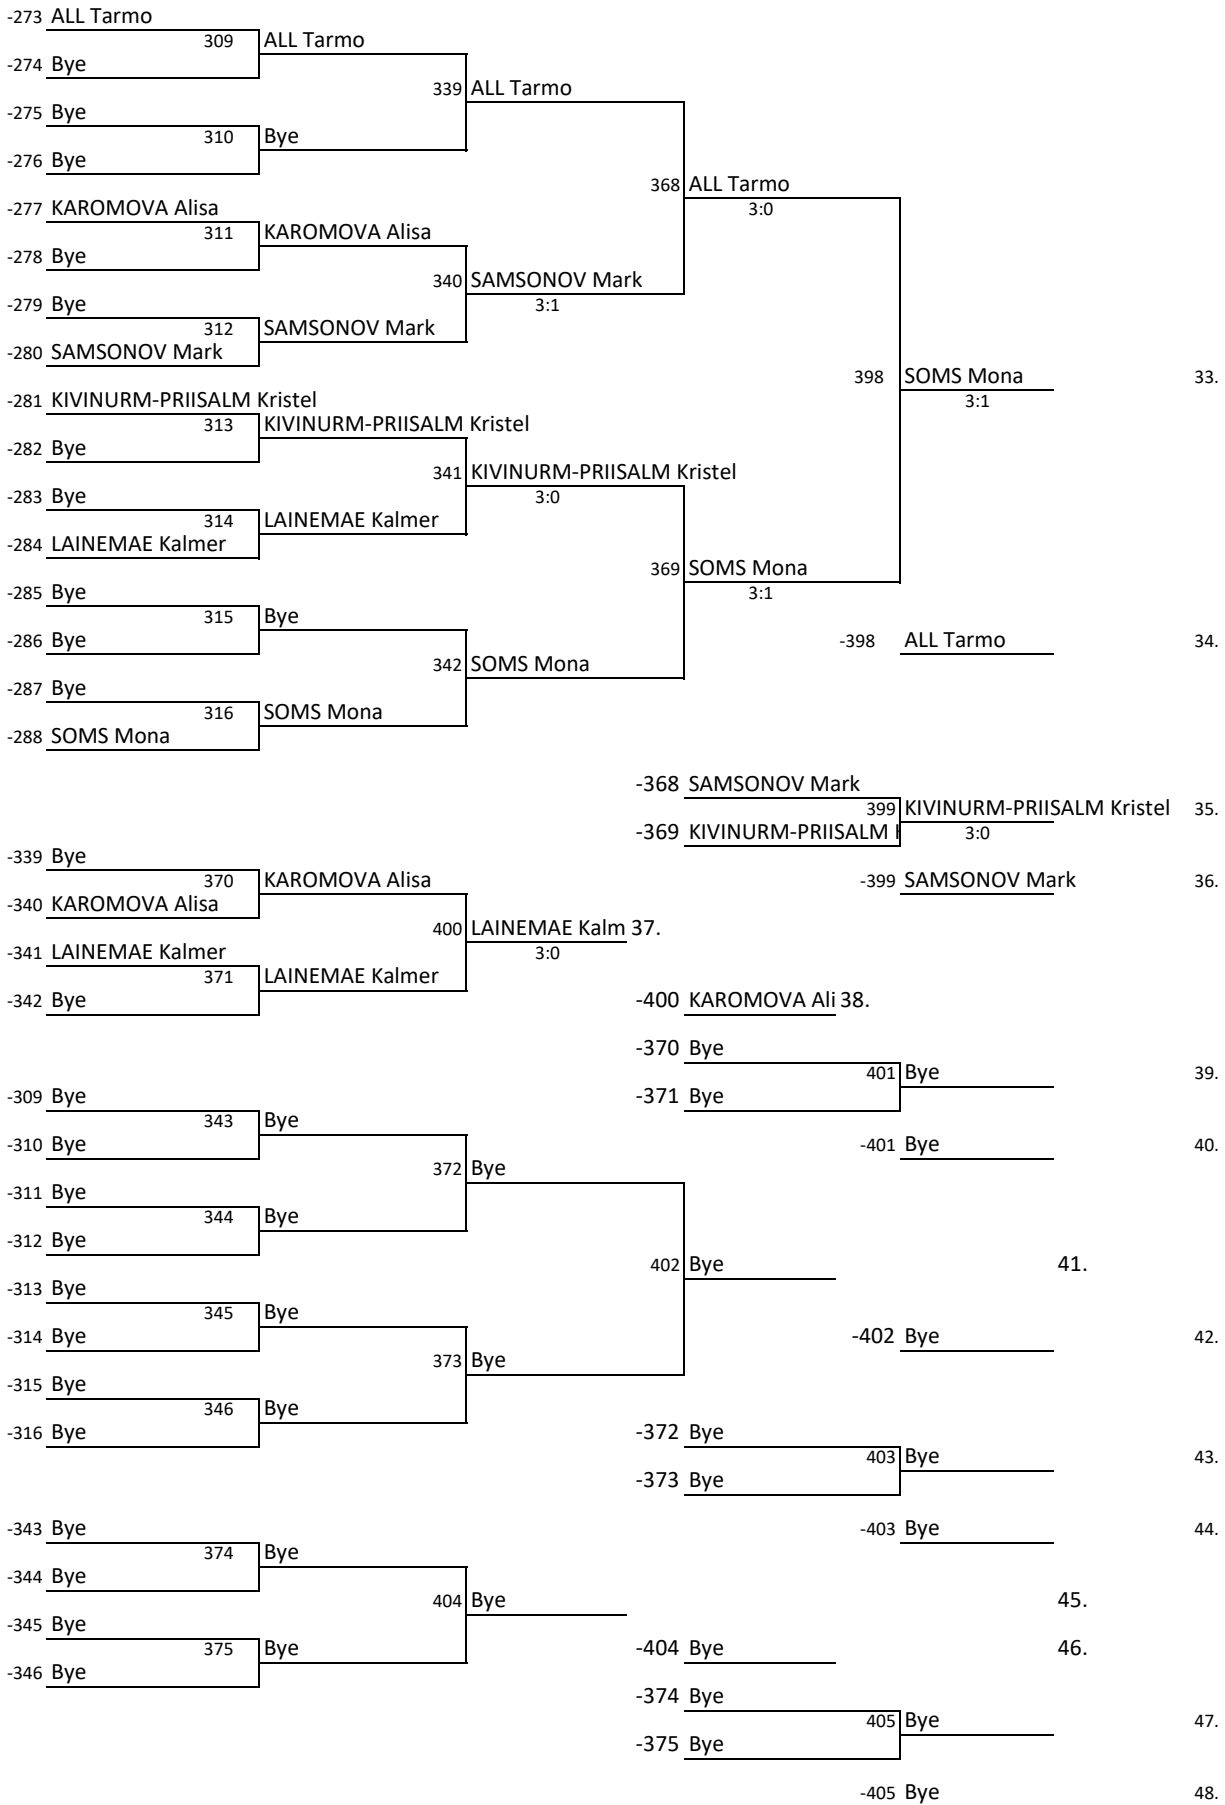 -273 ALL Tarmo
309 ALL Tarmo
-274 Bye
339 ALL Tarmo
-275 Bye
310 Bye
-276 Bye
368 ALL Tarmo
3:0
-277 KAROMOVA Alisa
311 KAROMOVA Alisa
-278 Bye
340 SAMSONOV Mark
3:1
-279 Bye
312 SAMSONOV Mark
-280 SAMSONOV Mark
398 SOMS Mona 33.
3:1
-281 KIVINURM-PRIISALM Kristel
313 KIVINURM-PRIISALM Kristel
-282 Bye
341 KIVINURM-PRIISALM Kristel
3:0
-283 Bye
314 LAINEMAE Kalmer
-284 LAINEMAE Kalmer
369 SOMS Mona
3:1
-285 Bye
315 Bye
-286 Bye
-398 ALL Tarmo 34.
342 SOMS Mona
-287 Bye
316 SOMS Mona
-288 SOMS Mona
-368 SAMSONOV Mark
399 KIVINURM-PRIISALM Kristel 35.
-369 KIVINURM-PRIISALM
3:0
-339 Bye
370 KAROMOVA Alisa
-399 SAMSONOV Mark 36.
-340 KAROMOVA Alisa
400 LAINEMAE Kalm 37.
3:0
-341 LAINEMAE Kalmer
371 LAINEMAE Kalmer
-342 Bye
-400 KAROMOVA Ali 38.
-370 Bye
401 Bye 39.
-371 Bye
-309 Bye
343 Bye
-310 Bye
-401 Bye 40.
372 Bye
-311 Bye
344 Bye
-312 Bye
402 Bye 41.
-313 Bye
345 Bye
-314 Bye
-402 Bye 42.
373 Bye
-315 Bye
346 Bye
-316 Bye
-372 Bye
403 Bye 43.
-373 Bye
-343 Bye
-403 Bye 44.
374 Bye
-344 Bye
404 Bye 45.
-345 Bye
375 Bye
-404 Bye 46.
-346 Bye
-374 Bye
405 Bye 47.
-375 Bye
-405 Bye 48.